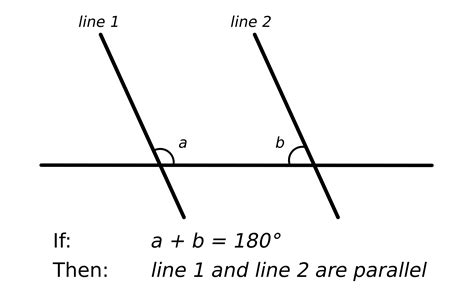 line 1 line 2
a b
If: a + b = 180°
Then: line 1 and line 2 are parallel